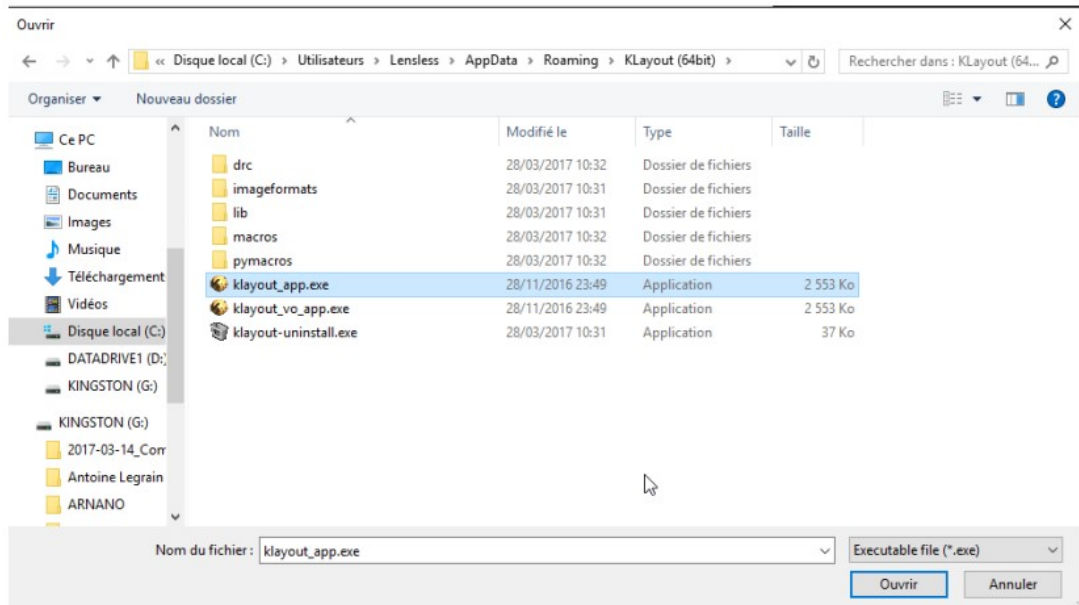 Ouvrir
« Disque local (C:) › Utilisateurs › Lensless › AppData › Roaming › KLayout (64bit) ›
Rechercher dans : KLayout (64...
Organiser
Nouveau dossier
Ce PC
Bureau
Documents
Images
Musique
Téléchargement
Vidéos
Disque local (C:)
DATADRIVE1 (D:)
KINGSTON (G:)
KINGSTON (G:)
2017-03-14_Com
Antoine Legrain
ARNANO
Nom Modifié le Type Taille
drc 28/03/2017 10:32 Dossier de fichiers
imageformats 28/03/2017 10:31 Dossier de fichiers
lib 28/03/2017 10:31 Dossier de fichiers
macros 28/03/2017 10:32 Dossier de fichiers
pymacros 28/03/2017 10:32 Dossier de fichiers
klayout_app.exe 28/11/2016 23:49 Application 2 553 Ko
klayout_vo_app.exe 28/11/2016 23:49 Application 2 553 Ko
klayout-uninstall.exe 28/03/2017 10:31 Application 37 Ko
Nom du fichier : klayout_app.exe
Executable file (*.exe)
Ouvrir
Annuler